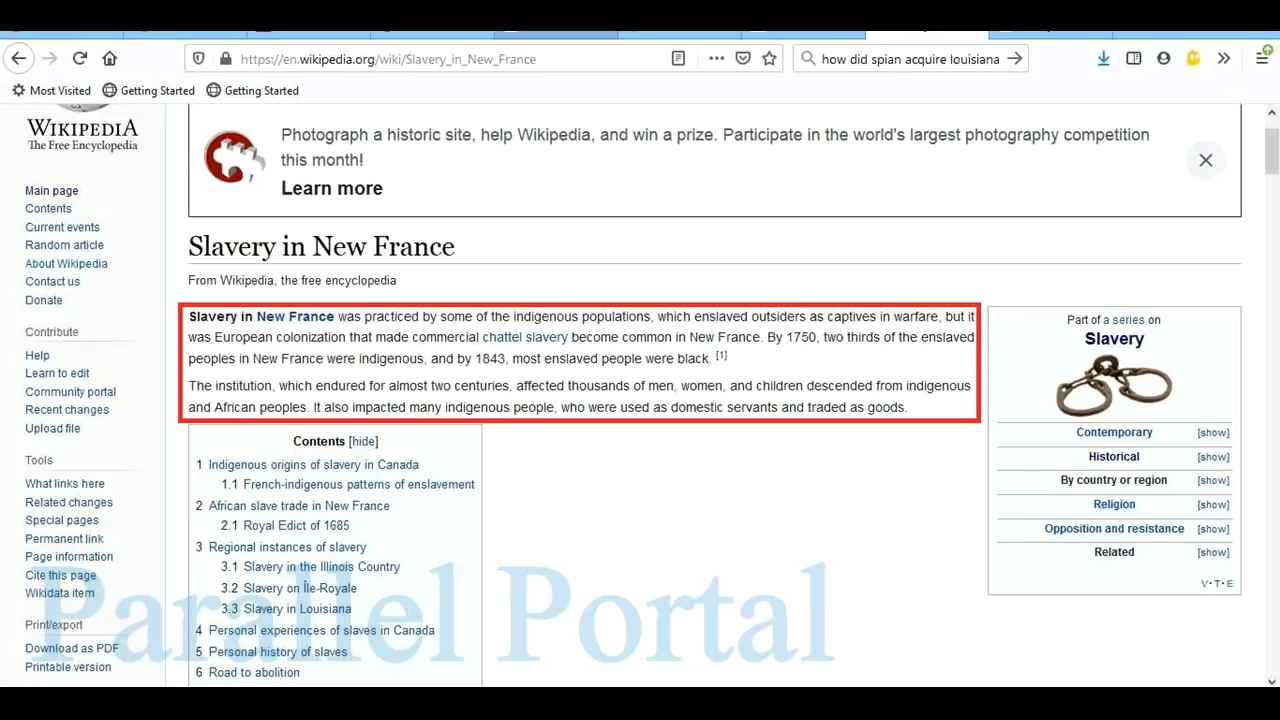 https://en.wikipedia.org/wiki/Slavery_in_New_France
how did spian acquire louisiana
Most Visited
Getting Started
Getting Started
WIKIPEDIA
The Free Encyclopedia
Photograph a historic site, help Wikipedia, and win a prize. Participate in the world's largest photography competition
this month!
Learn more
Main page
Contents
Current events
Random article
About Wikipedia
Contact us
Donate
Contribute
Help
Learn to edit
Community portal
Recent changes
Upload file
Tools
What links here
Related changes
Special pages
Permanent link
Page information
Cite this page
Wikidata item
Print/export
Download as PDF
Printable version
Slavery in New France
From Wikipedia, the free encyclopedia
Slavery in New France was practiced by some of the indigenous populations, which enslaved outsiders as captives in warfare, but it
was European colonization that made commercial chattel slavery become common in New France. By 1750, two thirds of the enslaved
peoples in New France were indigenous, and by 1843, most enslaved people were black. [1]
The institution, which endured for almost two centuries, affected thousands of men, women, and children descended from indigenous
and African peoples. It also impacted many indigenous people, who were used as domestic servants and traded as goods.
Contents [hide]
1 Indigenous origins of slavery in Canada
1.1 French-indigenous patterns of enslavement
2 African slave trade in New France
2.1 Royal Edict of 1685
3 Regional instances of slavery
3.1 Slavery in the Illinois Country
3.2 Slavery on Île-Royale
3.3 Slavery in Louisiana
4 Personal experiences of slaves in Canada
5 Personal history of slaves
6 Road to abolition
Part of a series on
Slavery
Contemporary [show]
Historical [show]
By country or region [show]
Religion [show]
Opposition and resistance [show]
Related [show]
V·T·E
Parallel Portal